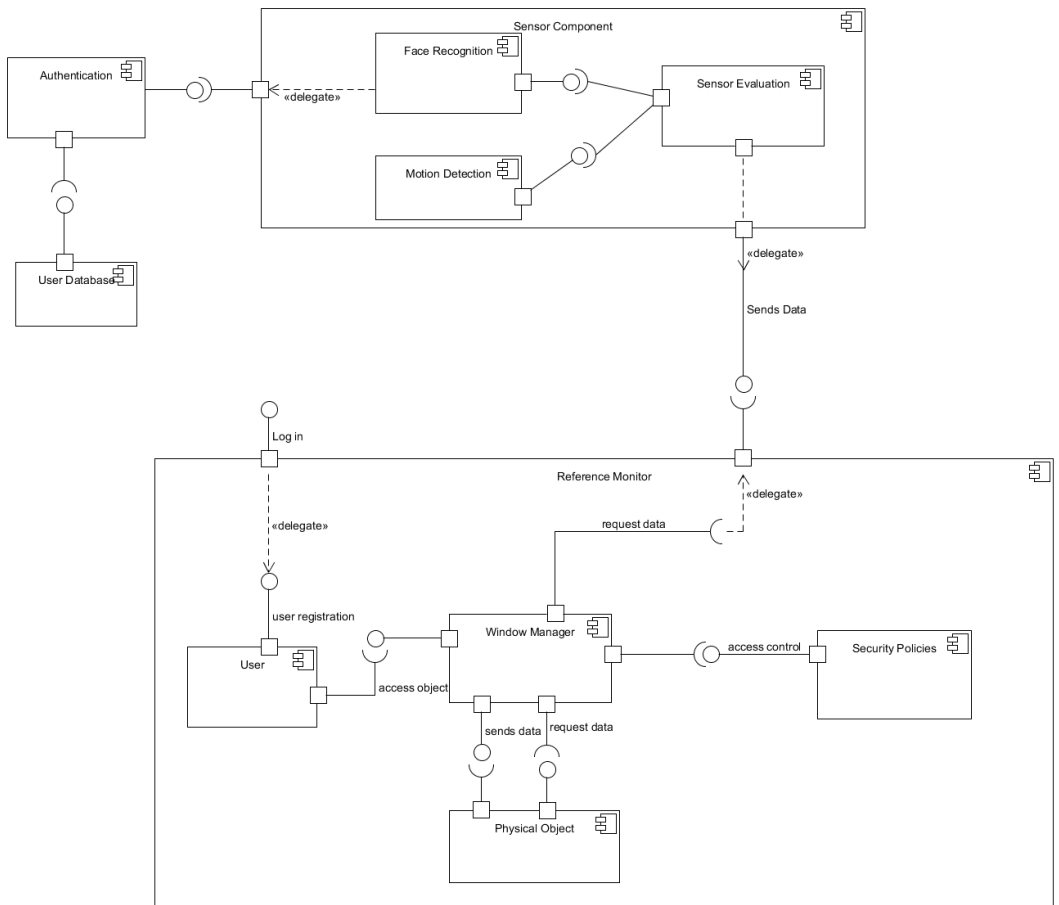 Sensor Component
Face Recognition
Authentication
Sensor Evaluation
«delegate»
Motion Detection
«delegate»
User Database
Sends Data
Log in
Reference Monitor
«delegate»
request data
«delegate»
user registration
Window Manager
access control
Security Policies
User
access object
sends data
request data
Physical Object